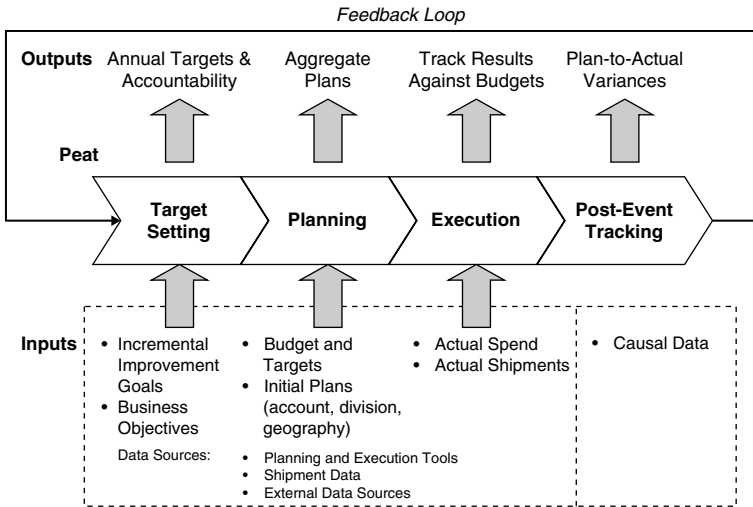 Feedback Loop
Outputs
Annual Targets &
Accountability
Aggregate
Plans
Track Results
Against Budgets
Plan-to-Actual
Variances
Peat
Target
Setting
Planning
Execution
Post-Event
Tracking
Inputs
• Incremental
Improvement
Goals
• Business
Objectives
• Budget and
Targets
• Initial Plans
(account, division,
geography)
• Actual Spend
• Actual Shipments
• Causal Data
Data Sources:
• Planning and Execution Tools
• Shipment Data
• External Data Sources